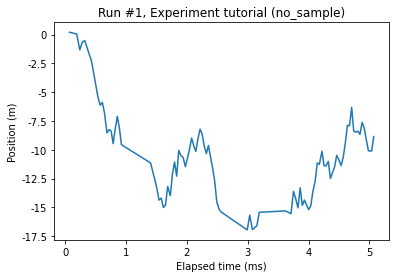 Run #1, Experiment tutorial (no_sample)
Position (m)
0
-2.5
-5.0
-7.5
-10.0
-12.5
-15.0
-17.5
0 1 2 3 4 5
Elapsed time (ms)